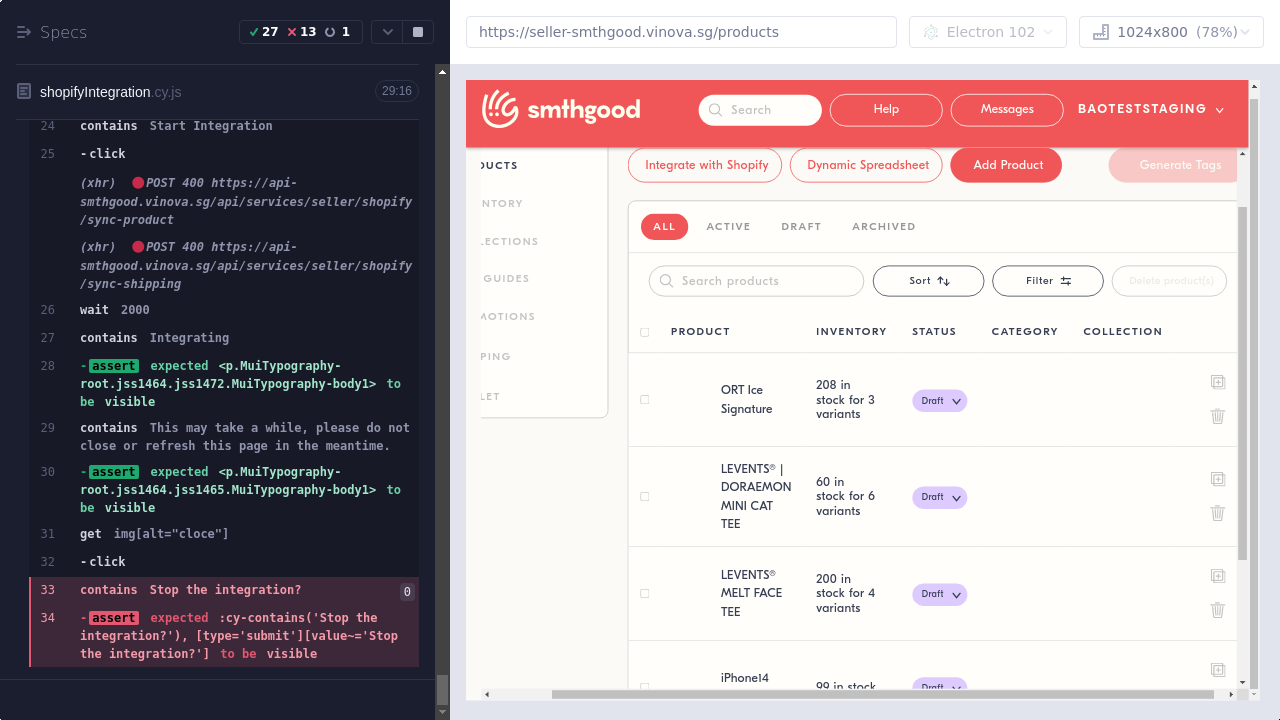 Specs
27 13 1
shopifyIntegration.cy.js 29:16
24 contains Start Integration
25 -click
(xhr) POST 400 https://api-
smthgood.vinova.sg/api/services/seller/shopify
/sync-product
(xhr) POST 400 https://api-
smthgood.vinova.sg/api/services/seller/shopify
/sync-shipping
26 wait 2000
27 contains Integrating
28 -assert expected <p.MuiTypography-
root.jss1464.jss1472.MuiTypography-body1> to
be visible
29 contains This may take a while, please do not
close or refresh this page in the meantime.
30 -assert expected <p.MuiTypography-
root.jss1464.jss1465.MuiTypography-body1> to
be visible
31 get img[alt="cloce"]
32 -click
33 contains Stop the integration? 0
34 -assert expected :cy-contains('Stop the
integration?'), [type='submit'][value~='Stop
the integration?'] to be visible
https://seller-smthgood.vinova.sg/products
Electron 102
1024x800 (78%)
smthgood
Search
Help
Messages
BAOTESTSTAGING
DUCTS
NTORY
LECTIONS
GUIDES
MOTIONS
PING
LET
Integrate with Shopify
Dynamic Spreadsheet
Add Product
Generate Tags
ALL ACTIVE DRAFT ARCHIVED
Search products
Sort
Filter
Delete product(s)
PRODUCT INVENTORY STATUS CATEGORY COLLECTION
ORT Ice
Signature
208 in
stock for 3
variants
Draft
LEVENTS® |
DORAEMON
MINI CAT
TEE
60 in
stock for 6
variants
Draft
LEVENTS®
MELT FACE
TEE
200 in
stock for 4
variants
Draft
iPhone14
99 in stock
Draft